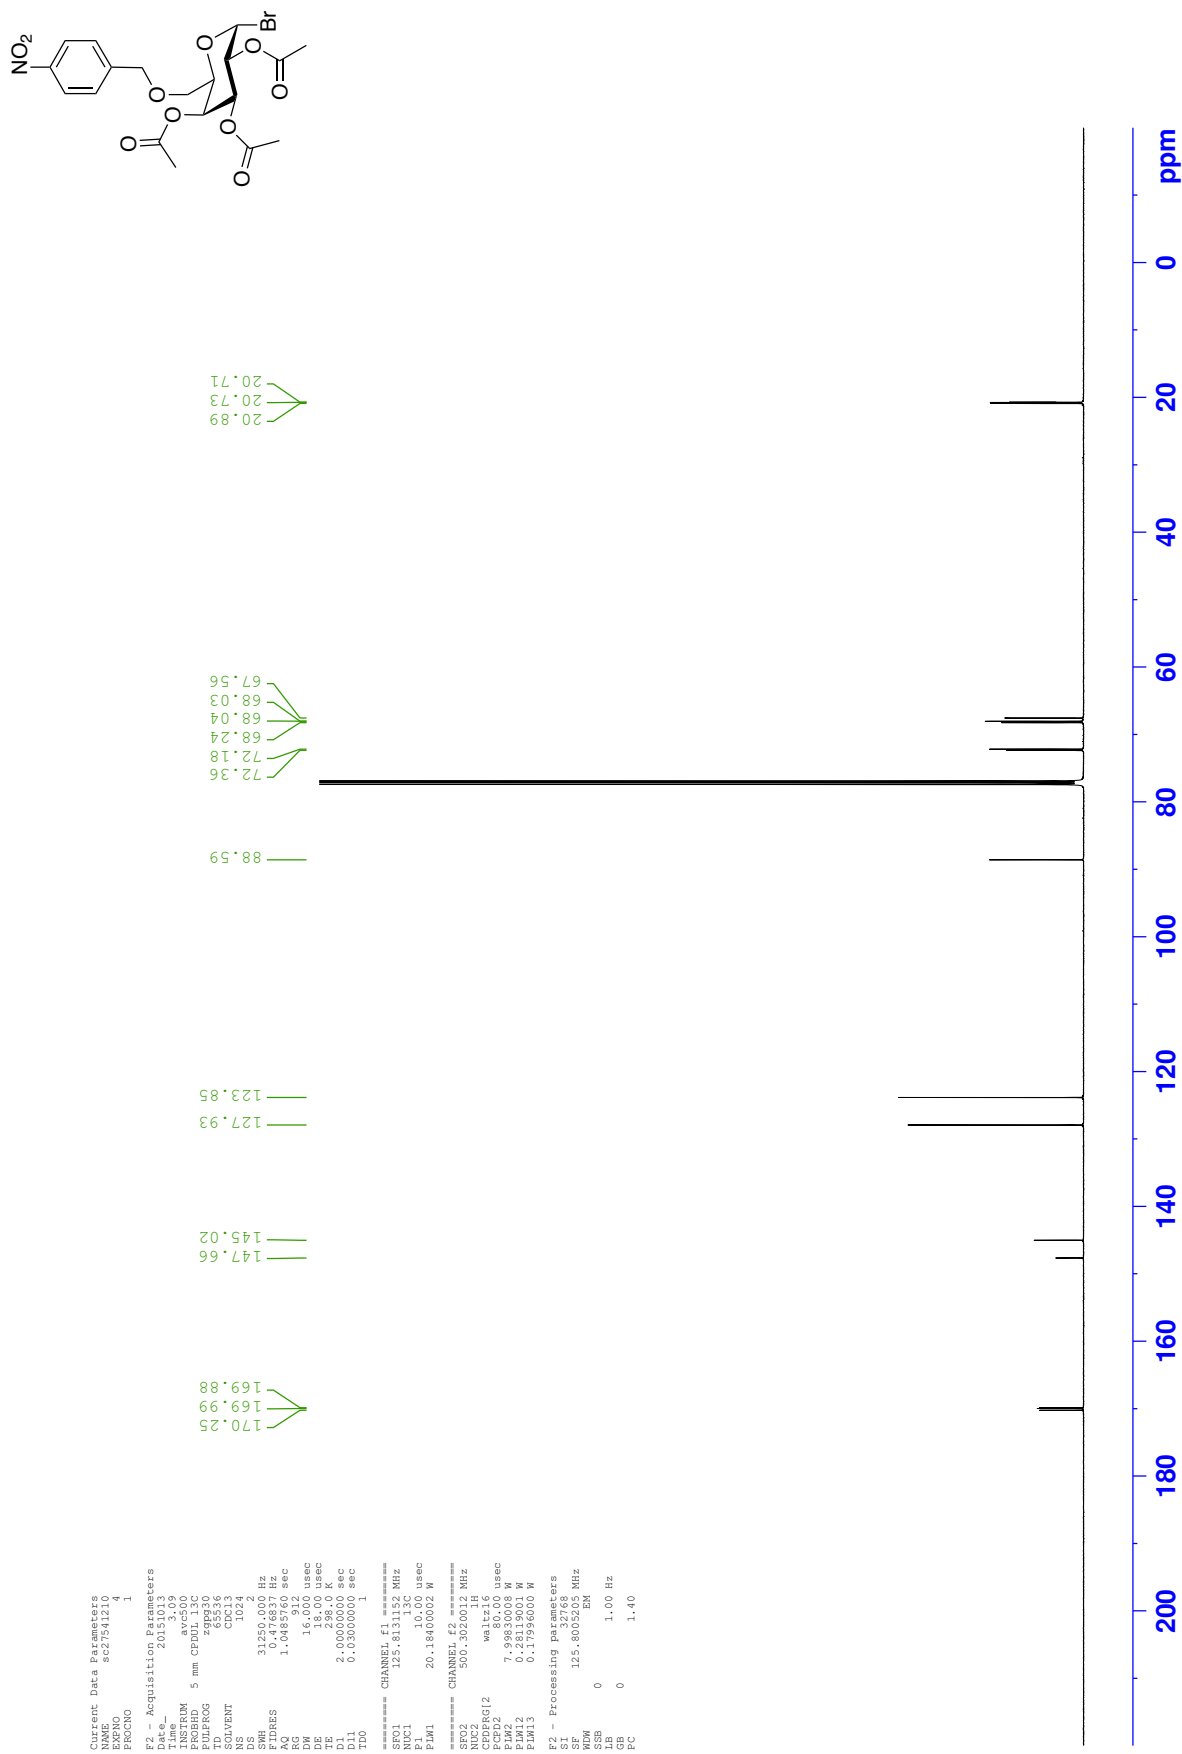 Current Data Parameters
NAME sc27541210
EXPNO 4
PROCNO 1
F2 - Acquisition Parameters
Date_ 20151013
Time 3.09
INSTRUM avc500
PROBHD 5 mm CPDUL 13C
PULPROG zgpg30
TD 65536
SOLVENT CDCl3
NS 1024
DS 2
SWH 31250.000 Hz
FIDRES 0.476837 Hz
AQ 1.0485760 sec
RG 912
DW 16.000 usec
DE 18.00 usec
TE 298.0 K
D1 2.00000000 sec
D11 0.03000000 sec
TD0 1
======== CHANNEL f1 ========
SFO1 125.8131152 MHz
NUC1 13C
P1 10.00 usec
PLW1 20.18400002 W
======== CHANNEL f2 ========
SFO2 500.3020012 MHz
NUC2 1H
CPDPRG[2 waltz16
PCPD2 80.00 usec
PLW2 7.99830008 W
PLW12 0.28119001 W
PLW13 0.17996000 W
F2 - Processing parameters
SI 32768
SF 125.8005205 MHz
WDW EM
SSB 0
LB 1.00 Hz
GB 0
PC 1.40
170.25
169.99
169.88
147.66
145.02
127.93
123.85
88.59
72.36
72.18
68.24
68.04
68.03
67.56
20.89
20.73
20.71
NO2
O
O
O
O
O
O
O
O
Br
200 180 160 140 120 100 80 60 40 20 0 ppm